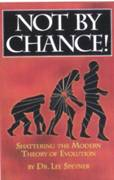 NOT BY CHANCE!
SHATTERING THE MODERN
THEORY OF EVOLUTION
BY DR. LEE SPETNER